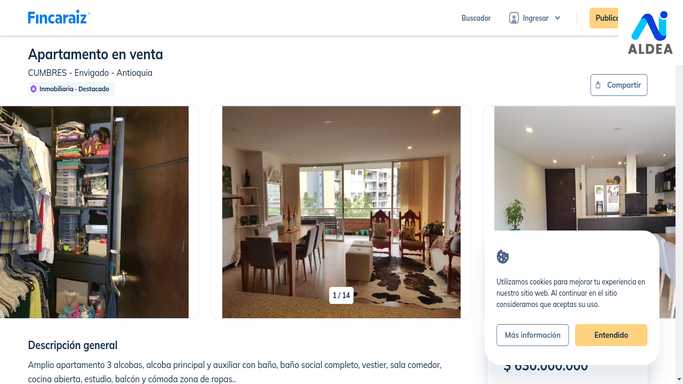 Fincaraiz
Buscador
Ingresar
Public
ALDEA
Apartamento en venta
CUMBRES - Envigado - Antioquia
Inmobiliaria · Destacado
Compartir
1 / 14
Utilizamos cookies para mejorar tu experiencia en
nuestro sitio web. Al continuar en el sitio
consideramos que aceptas su uso.
Más información
Entendido
$ 630.000.000
Descripción general
Amplio apartamento 3 alcobas, alcoba principal y auxiliar con baño, baño social completo, vestier, sala comedor,
cocina abierta, estudio, balcón y cómoda zona de ropas..